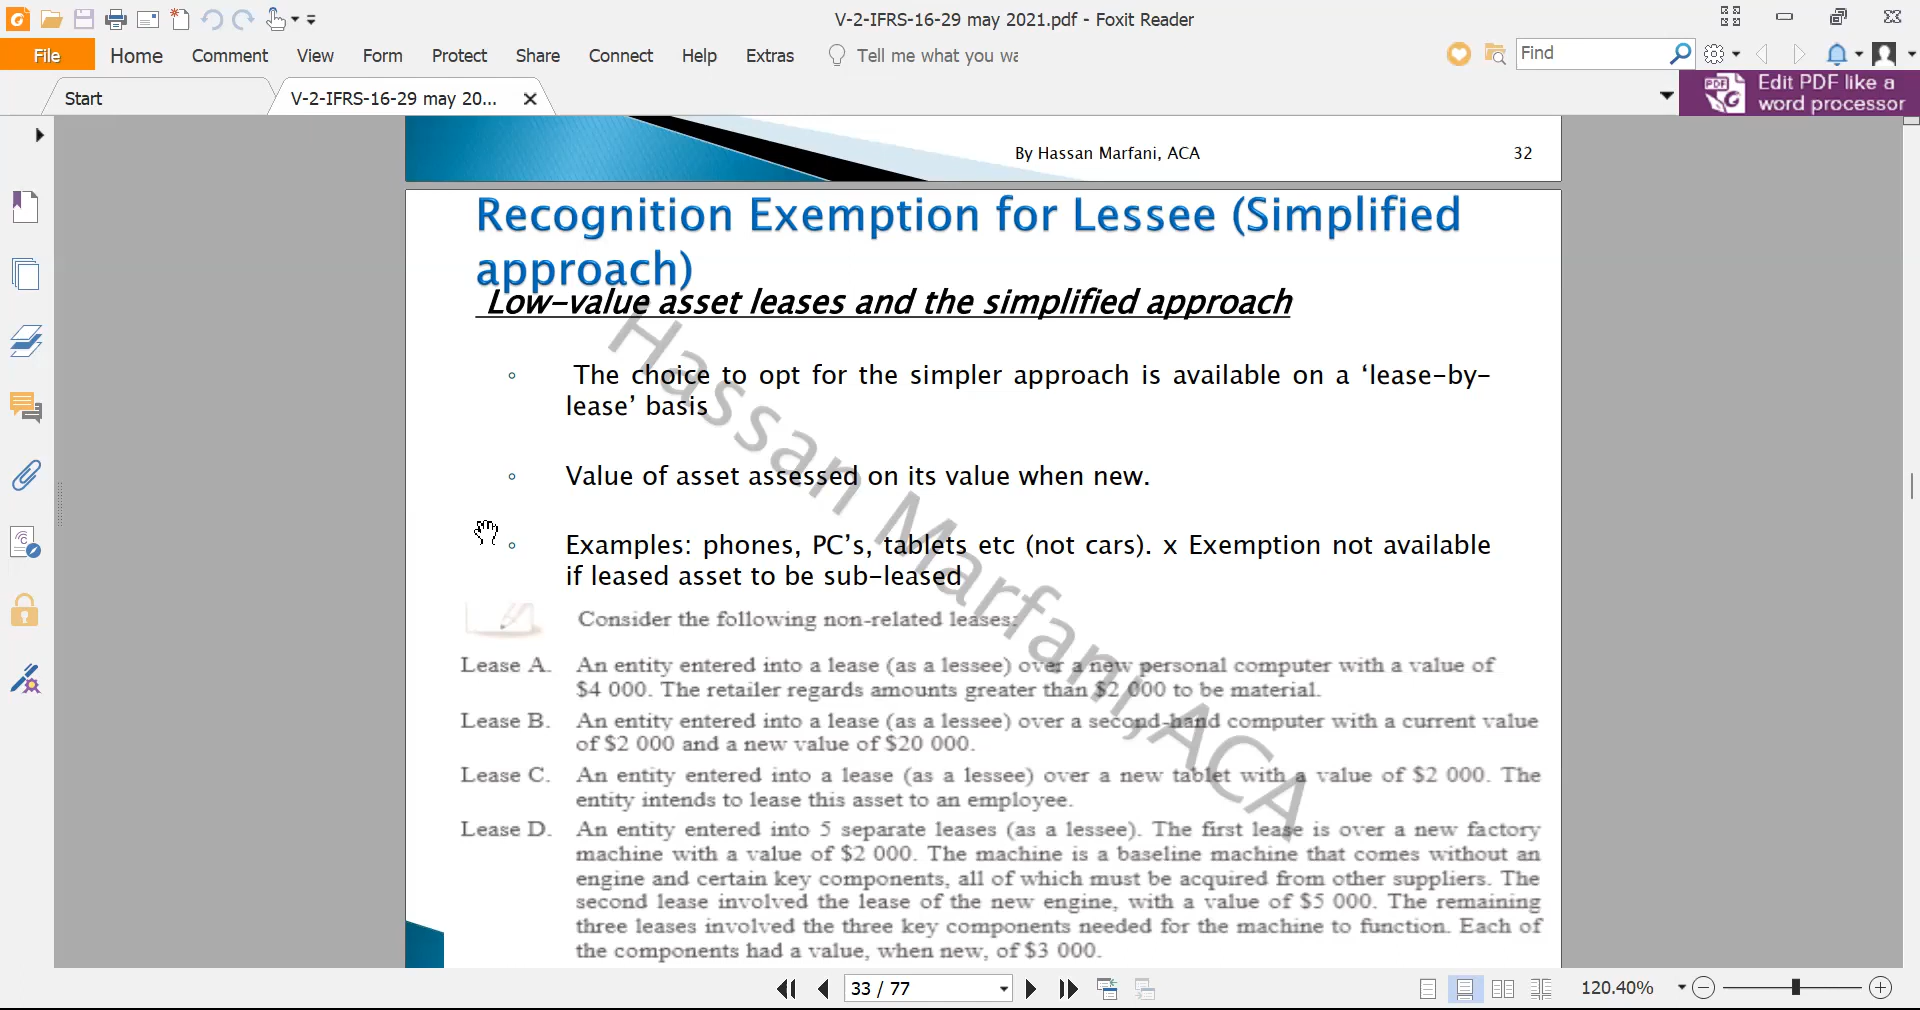 V-2-IFRS-16-29 may 2021.pdf - Foxit Reader
File Home Comment View Form Protect Share Connect Help Extras Tell me what you wa Find
Start V-2-IFRS-16-29 may 20...
Edit PDF like a
word processor
By Hassan Marfani, ACA 32
Recognition Exemption for Lessee (Simplified
approach)
Low-value asset leases and the simplified approach
The choice to opt for the simpler approach is available on a ‘lease-by-
lease’ basis
Value of asset assessed on its value when new.
Examples: phones, PC’s, tablets etc (not cars). x Exemption not available
if leased asset to be sub-leased
Consider the following non-related leases:
Lease A. An entity entered into a lease (as a lessee) over a new personal computer with a value of
$4 000. The retailer regards amounts greater than $2 000 to be material.
Lease B. An entity entered into a lease (as a lessee) over a second-hand computer with a current value
of $2 000 and a new value of $20 000.
Lease C. An entity entered into a lease (as a lessee) over a new tablet with a value of $2 000. The
entity intends to lease this asset to an employee.
Lease D. An entity entered into 5 separate leases (as a lessee). The first lease is over a new factory
machine with a value of $2 000. The machine is a baseline machine that comes without an
engine and certain key components, all of which must be acquired from other suppliers. The
second lease involved the lease of the new engine, with a value of $5 000. The remaining
three leases involved the three key components needed for the machine to function. Each of
the components had a value, when new, of $3 000.
Hassan Marfani,ACA
33 / 77
120.40%